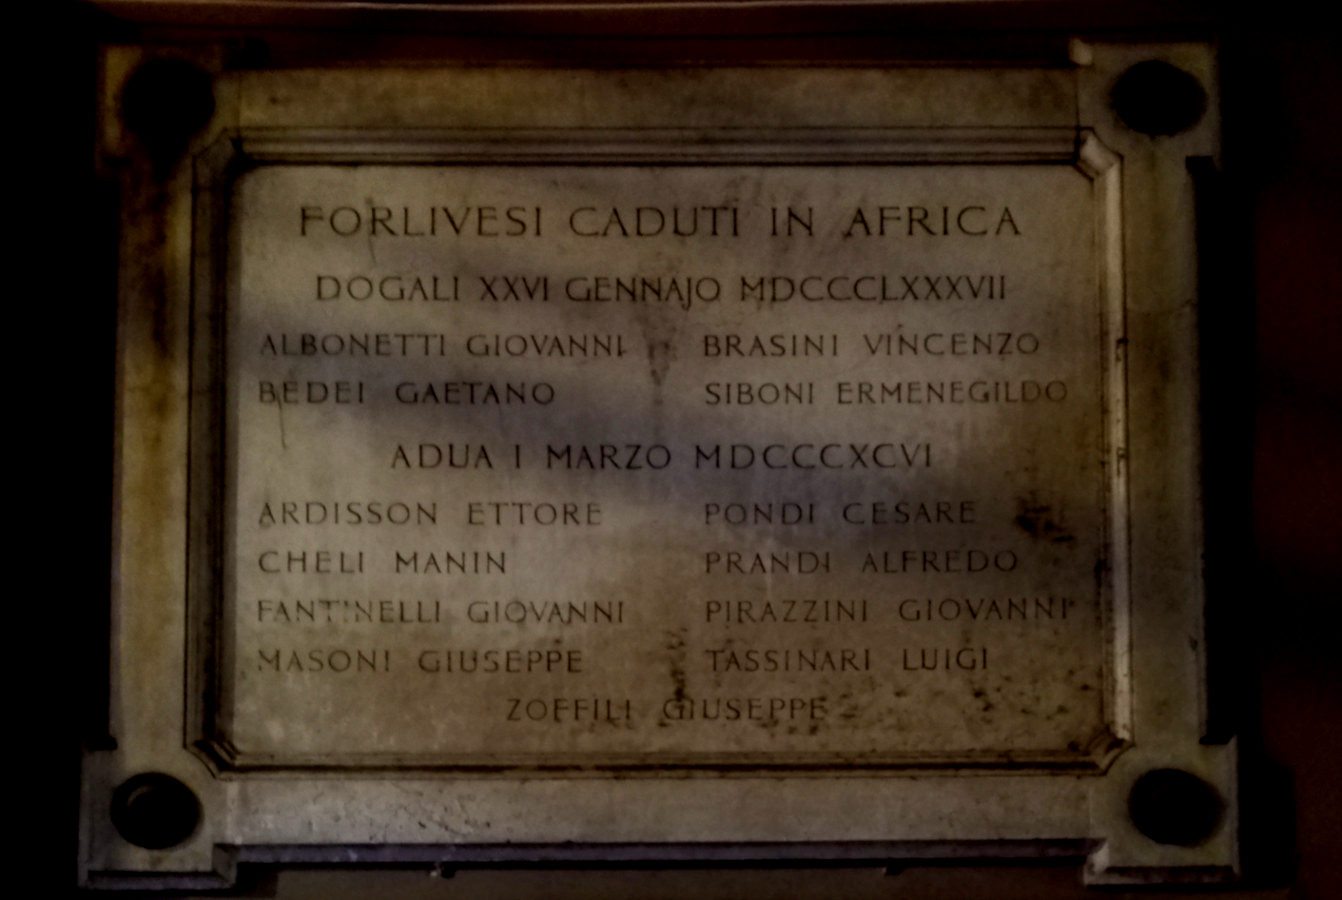 FORLIVESI CADUTI IN AFRICA
DOGALI XXVI GENNAJO MDCCCLXXXVII
ALBONETTI GIOVANNI BRASINI VINCENZO
BEDEI GAETANO SIBONI ERMENEGILDO
ADUA I MARZO MDCCCXCVI
ARDISSON ETTORE PONDI CESARE
CHELI MANIN PRANDI ALFREDO
FANTINELLI GIOVANNI PIRAZZINI GIOVANNI
MASONI GIUSEPPE TASSINARI LUIGI
ZOFFILI GIUSEPPE